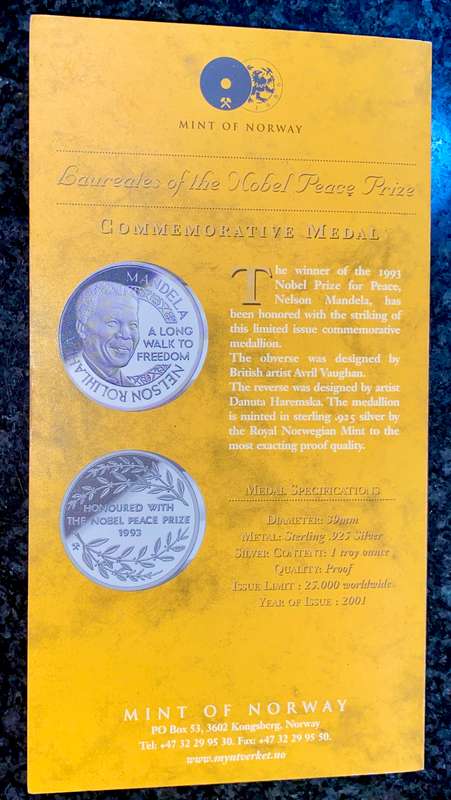 MINT OF NORWAY
Laureates of the Nobel Peace Prize
COMMEMORATIVE MEDAL
The winner of the 1993
Nobel Prize for Peace,
Nelson Mandela, has
been honored with the striking of
this limited issue commemorative
medallion.
The obverse was designed by
British artist Avril Vaughan.
The reverse was designed by artist
Danuta Haremska. The medallion
is minted in sterling .925 silver by
the Royal Norwegian Mint to the
most exacting proof quality.
NELSON ROLIHLAHLA MANDELA
A LONG
WALK TO
FREEDOM
HONOURED WITH
THE NOBEL PEACE PRIZE
1993
MEDAL SPECIFICATIONS
DIAMETER: 39mm
METAL: Sterling .925 Silver
SILVER CONTENT: 1 troy ounce
QUALITY: Proof
ISSUE LIMIT : 25.000 worldwide
YEAR OF ISSUE : 2001
MINT OF NORWAY
PO Box 53, 3602 Kongsberg, Norway
Tel: +47 32 29 95 30. Fax: +47 32 29 95 50.
www.myntverket.no